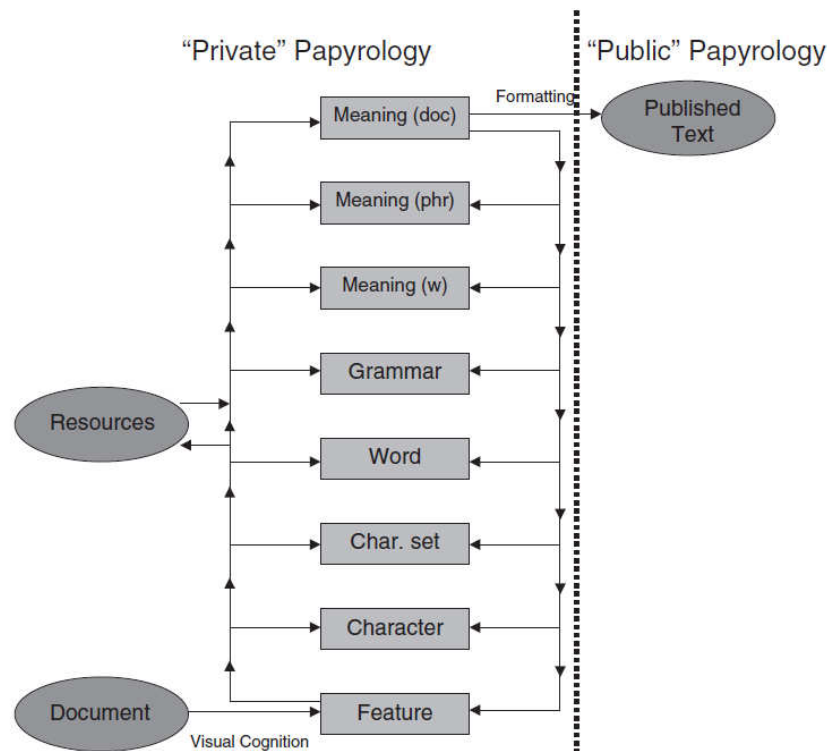 “Private” Papyrology
“Public” Papyrology
Formatting
Meaning (doc)
Published
Text
Meaning (phr)
Meaning (w)
Grammar
Resources
Word
Char. set
Character
Document
Feature
Visual Cognition